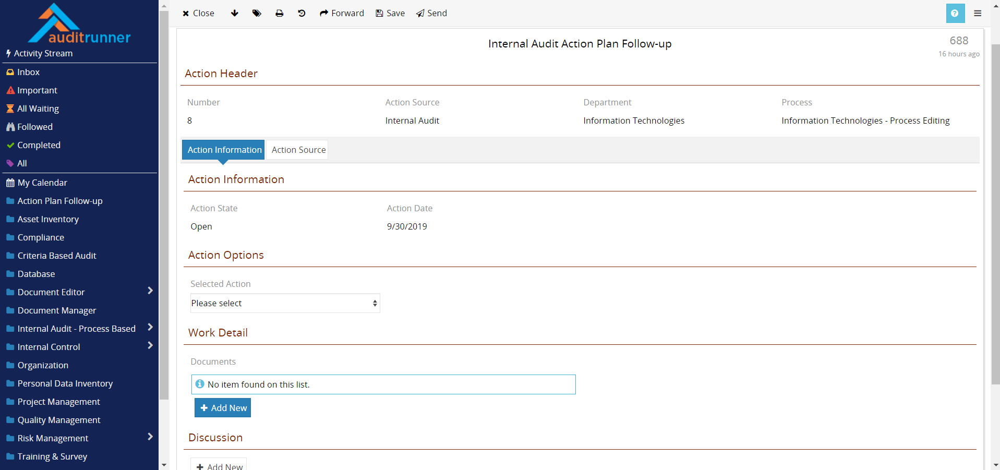 auditrunner
Activity Stream
Inbox
Important
All Waiting
Followed
Completed
All
My Calendar
Action Plan Follow-up
Asset Inventory
Compliance
Criteria Based Audit
Database
Document Editor
Document Manager
Internal Audit - Process Based
Internal Control
Organization
Personal Data Inventory
Project Management
Quality Management
Risk Management
Training & Survey
Close Forward Save Send
Internal Audit Action Plan Follow-up
688
16 hours ago
Action Header
Number Action Source Department Process
8 Internal Audit Information Technologies Information Technologies - Process Editing
Action Information Action Source
Action Information
Action State Action Date
Open 9/30/2019
Action Options
Selected Action
Please select
Work Detail
Documents
No item found on this list.
Add New
Discussion
Add New